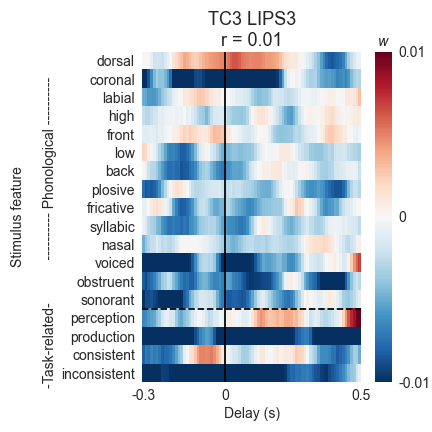 TC3 LIPS3
r = 0.01
w
dorsal
coronal
labial
high
front
low
back
plosive
fricative
syllabic
nasal
voiced
obstruent
sonorant
perception
production
consistent
inconsistent
Stimulus feature
-Task-related- ---------- Phonological ----------
0.01
0
-0.01
-0.3 0 0.5
Delay (s)